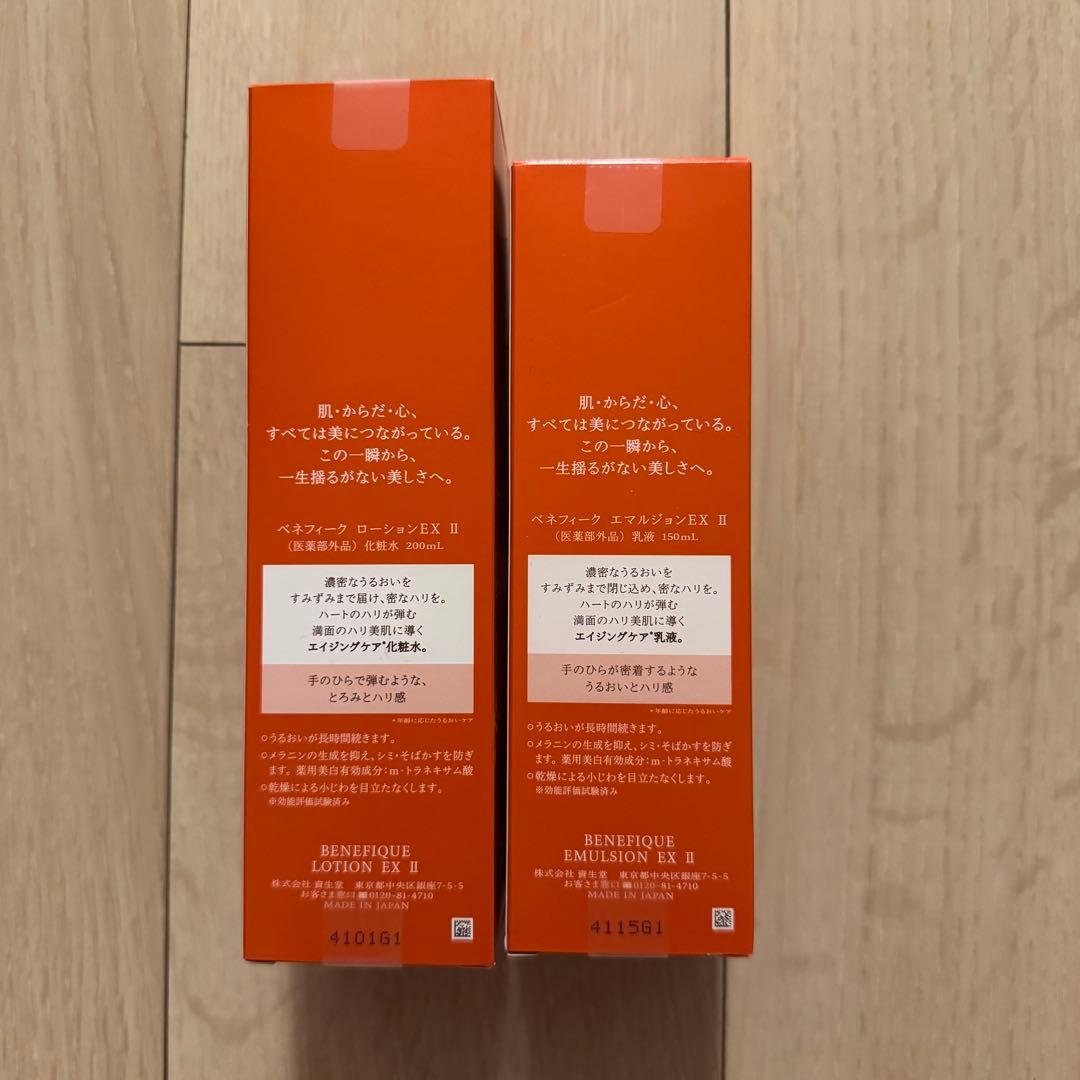 肌・からだ・心、
すべては美につながっている。
この一瞬から、
一生揺るがない美しさへ。
ベネフィーク ローションEX Ⅱ
(医薬部外品) 化粧水 200mL
濃密なうるおいを
すみずみまで届け、密なハリを。
ハートのハリが弾む
満面のハリ美肌に導く
エイジングケア*化粧水。
手のひらで弾むような、
とろみとハリ感
*年齢に応じたうるおいケア
○うるおいが長時間続きます。
○メラニンの生成を抑え、シミ・そばかすを防ぎ
ます。薬用美白有効成分:m-トラネキサム酸
○乾燥による小じわを目立たなくします。
※効能評価試験済み
BENEFIQUE
LOTION EX Ⅱ
株式会社 資生堂 東京都中央区銀座7-5-5
お客さま窓口 0120-81-4710
MADE IN JAPAN
4101G1
肌・からだ・心、
すべては美につながっている。
この一瞬から、
一生揺るがない美しさへ。
ベネフィーク エマルジョンEX Ⅱ
(医薬部外品) 乳液 150mL
濃密なうるおいを
すみずみまで閉じ込め、密なハリを。
ハートのハリが弾む
満面のハリ美肌に導く
エイジングケア*乳液。
手のひらが密着するような
うるおいとハリ感
*年齢に応じたうるおいケア
○うるおいが長時間続きます。
○メラニンの生成を抑え、シミ・そばかすを防ぎ
ます。薬用美白有効成分:m-トラネキサム酸
○乾燥による小じわを目立たなくします。
※効能評価試験済み
BENEFIQUE
EMULSION EX Ⅱ
株式会社 資生堂 東京都中央区銀座7-5-5
お客さま窓口 0120-81-4710
MADE IN JAPAN
4115G1